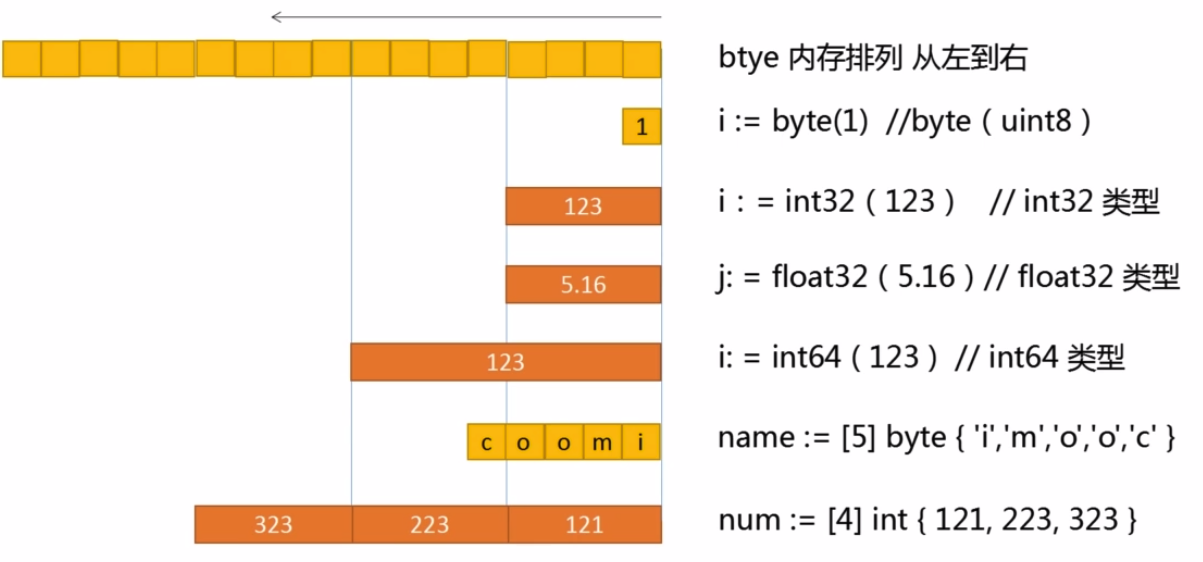 btye 内存排列 从左到右
1
i := byte(1) //byte ( uint8 )
123
i : = int32 ( 123 ) // int32 类型
5.16
j: = float32 ( 5.16 ) // float32 类型
123
i: = int64 ( 123 ) // int64 类型
c o o m i
name := [5] byte { 'i','m','o','o','c' }
323 223 121
num := [4] int { 121, 223, 323 }